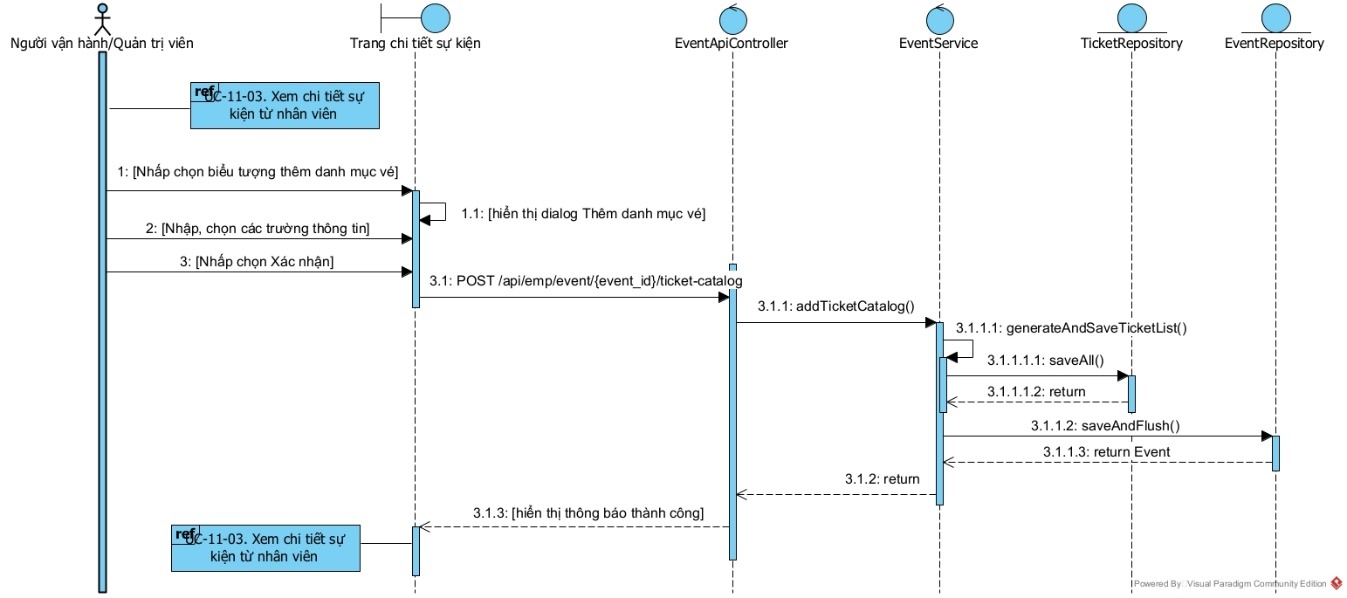 Người vận hành/Quản trị viên
Trang chi tiết sự kiện
EventApiController
EventService
TicketRepository
EventRepository
ref
UC-11-03. Xem chi tiết sự
kiện từ nhân viên
1: [Nhấp chọn biểu tượng thêm danh mục vé]
1.1: [hiển thị dialog Thêm danh mục vé]
2: [Nhập, chọn các trường thông tin]
3: [Nhấp chọn Xác nhận]
3.1: POST /api/emp/event/{event_id}/ticket-catalog
3.1.1: addTicketCatalog()
3.1.1.1: generateAndSaveTicketList()
3.1.1.1.1: saveAll()
3.1.1.1.2: return
3.1.1.2: saveAndFlush()
3.1.1.3: return Event
3.1.2: return
3.1.3: [hiển thị thông báo thành công]
ref
UC-11-03. Xem chi tiết sự
kiện từ nhân viên
Powered By Visual Paradigm Community Edition